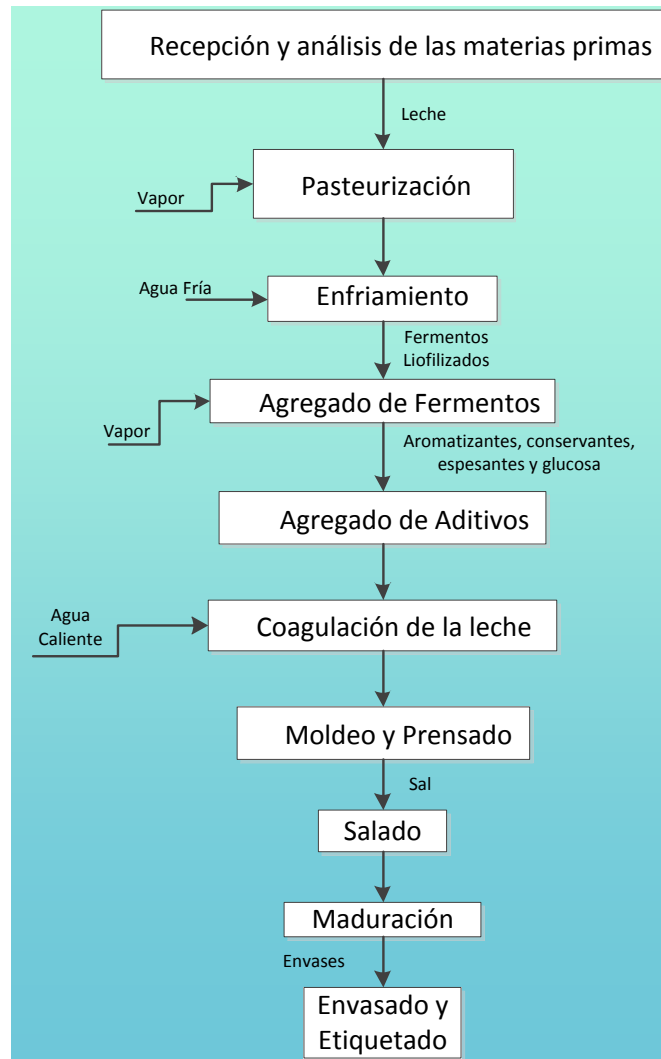 Recepción y análisis de las materias primas
Leche
Pasteurización
Vapor
Enfriamiento
Agua Fría
Fermentos
Liofilizados
Agregado de Fermentos
Vapor
Aromatizantes, conservantes,
espesantes y glucosa
Agregado de Aditivos
Agua
Caliente
Coagulación de la leche
Moldeo y Prensado
Sal
Salado
Maduración
Envases
Envasado y
Etiquetado